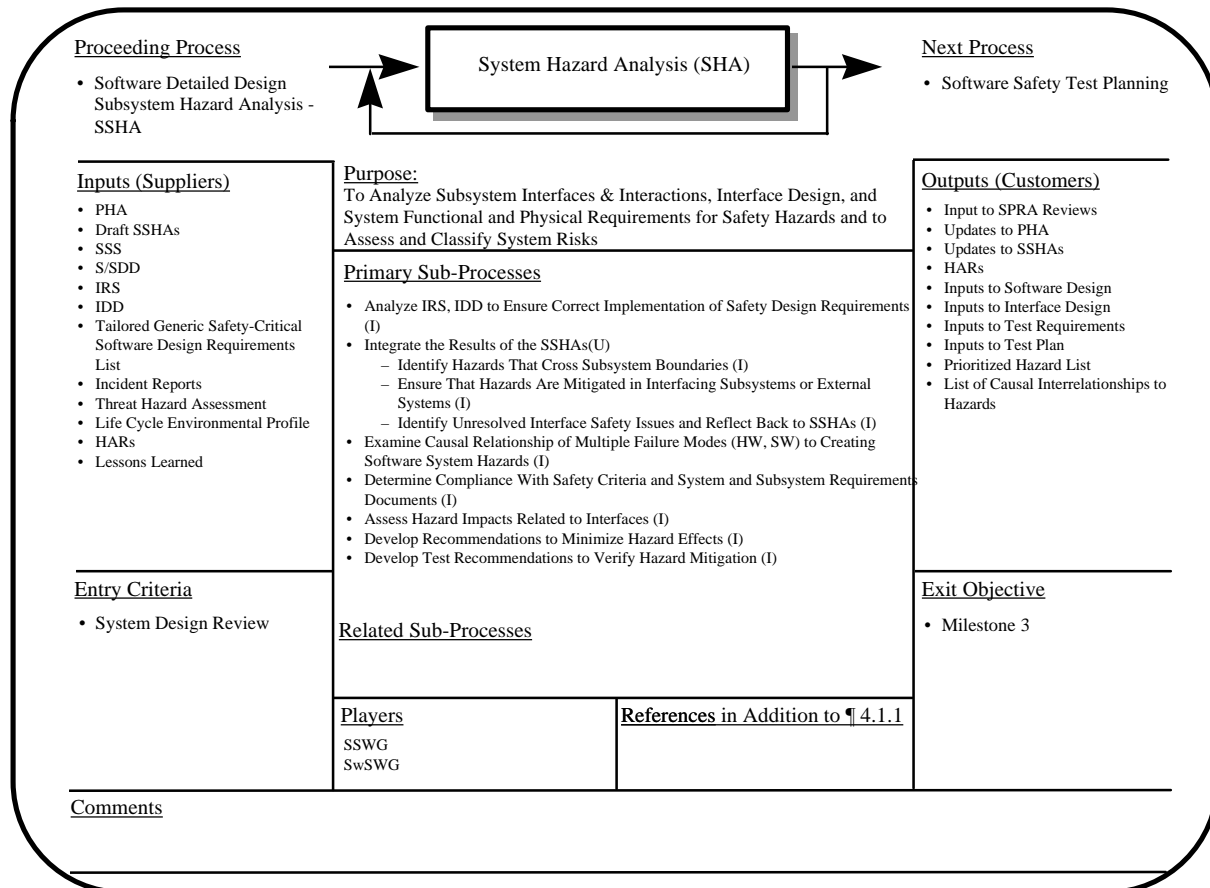 Proceeding Process
• Software Detailed Design
Subsystem Hazard Analysis -
SSHA
System Hazard Analysis (SHA)
Next Process
• Software Safety Test Planning
Inputs (Suppliers)
• PHA
• Draft SSHAs
• SSS
• S/SDD
• IRS
• IDD
• Tailored Generic Safety-Critical
Software Design Requirements
List
• Incident Reports
• Threat Hazard Assessment
• Life Cycle Environmental Profile
• HARs
• Lessons Learned
Purpose:
To Analyze Subsystem Interfaces & Interactions, Interface Design, and
System Functional and Physical Requirements for Safety Hazards and to
Assess and Classify System Risks
Primary Sub-Processes
• Analyze IRS, IDD to Ensure Correct Implementation of Safety Design Requirements
(I)
• Integrate the Results of the SSHAs(U)
– Identify Hazards That Cross Subsystem Boundaries (I)
– Ensure That Hazards Are Mitigated in Interfacing Subsystems or External
Systems (I)
– Identify Unresolved Interface Safety Issues and Reflect Back to SSHAs (I)
• Examine Causal Relationship of Multiple Failure Modes (HW, SW) to Creating
Software System Hazards (I)
• Determine Compliance With Safety Criteria and System and Subsystem Requirements
Documents (I)
• Assess Hazard Impacts Related to Interfaces (I)
• Develop Recommendations to Minimize Hazard Effects (I)
• Develop Test Recommendations to Verify Hazard Mitigation (I)
Related Sub-Processes
Outputs (Customers)
• Input to SPRA Reviews
• Updates to PHA
• Updates to SSHAs
• HARs
• Inputs to Software Design
• Inputs to Interface Design
• Inputs to Test Requirements
• Inputs to Test Plan
• Prioritized Hazard List
• List of Causal Interrelationships to
Hazards
Entry Criteria
• System Design Review
Exit Objective
• Milestone 3
Players
SSWG
SwSWG
References in Addition to ¶ 4.1.1
Comments